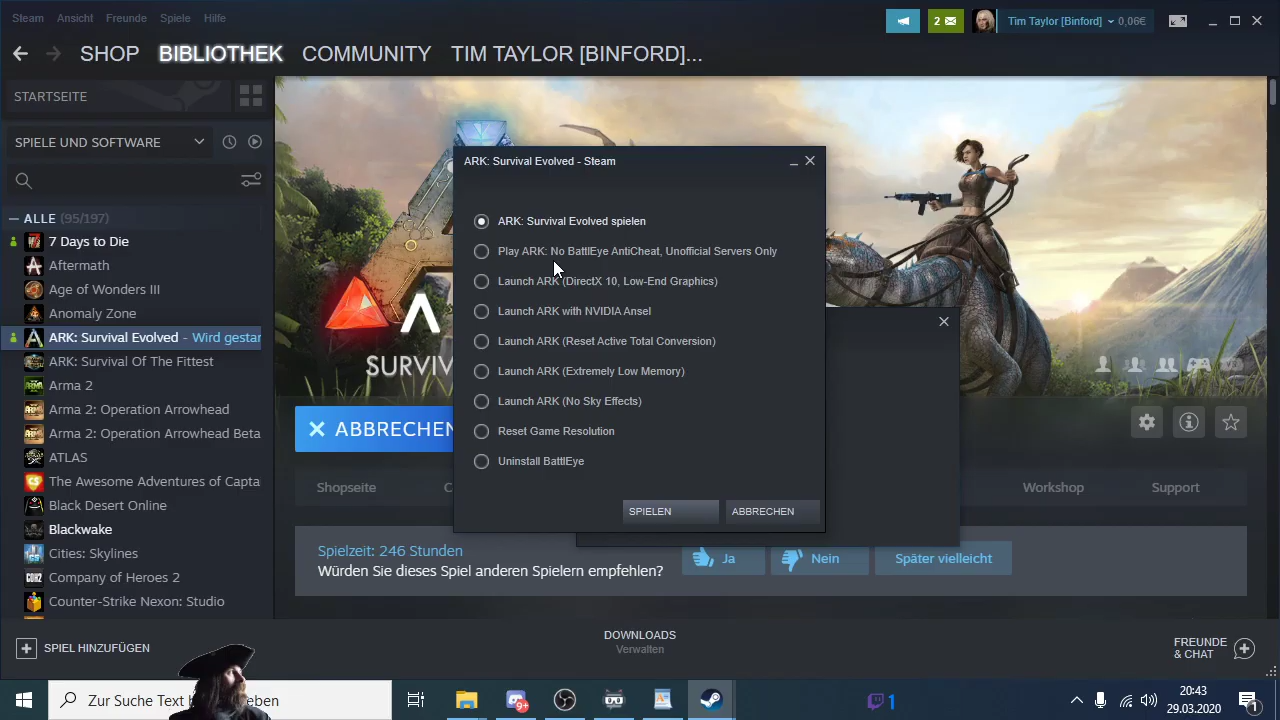 Steam Ansicht Freunde Spiele Hilfe
2
Tim Taylor [Binford] 0,06€
SHOP BIBLIOTHEK COMMUNITY TIM TAYLOR [BINFORD]...
STARTSEITE
SPIELE UND SOFTWARE
ALLE (95/197)
7 Days to Die
Aftermath
Age of Wonders III
Anomaly Zone
ARK: Survival Evolved - Wird gestar
ARK: Survival Of The Fittest
Arma 2
Arma 2: Operation Arrowhead
Arma 2: Operation Arrowhead Beta
ATLAS
The Awesome Adventures of Capta
Black Desert Online
Blackwake
Cities: Skylines
Company of Heroes 2
Counter-Strike Nexon: Studio
SPIEL HINZUFÜGEN
ARK: Survival Evolved - Steam
ARK: Survival Evolved spielen
Play ARK: No BattlEye AntiCheat, Unofficial Servers Only
Launch ARK (DirectX 10, Low-End Graphics)
Launch ARK with NVIDIA Ansel
Launch ARK (Reset Active Total Conversion)
Launch ARK (Extremely Low Memory)
Launch ARK (No Sky Effects)
Reset Game Resolution
Uninstall BattlEye
SPIELEN ABBRECHEN
SURVIV
ABBRECHEN
Shopseite C Workshop Support
Spielzeit: 246 Stunden
Würden Sie dieses Spiel anderen Spielern empfehlen? Ja Nein Später vielleicht
DOWNLOADS
Verwalten
FREUNDE
& CHAT
Zur Suche Text eben
9+
1
20:43
29.03.2020
1